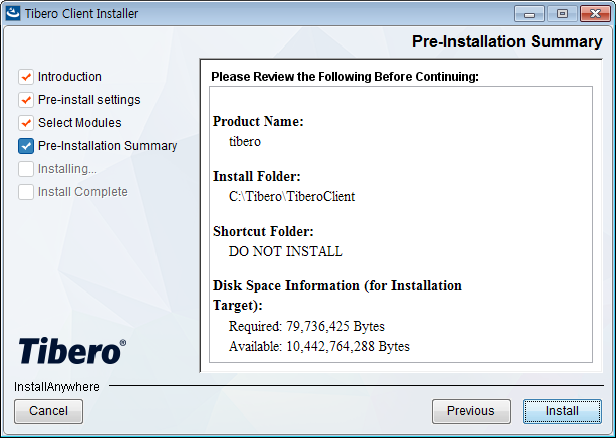 Tibero Client Installer
Pre-Installation Summary
Introduction
Pre-install settings
Select Modules
Pre-Installation Summary
Installing...
Install Complete
Please Review the Following Before Continuing:
Product Name:
tibero
Install Folder:
C:\Tibero\TiberoClient
Shortcut Folder:
DO NOT INSTALL
Disk Space Information (for Installation
Target):
Required: 79,736,425 Bytes
Available: 10,442,764,288 Bytes
Tibero®
InstallAnywhere
Cancel
Previous
Install